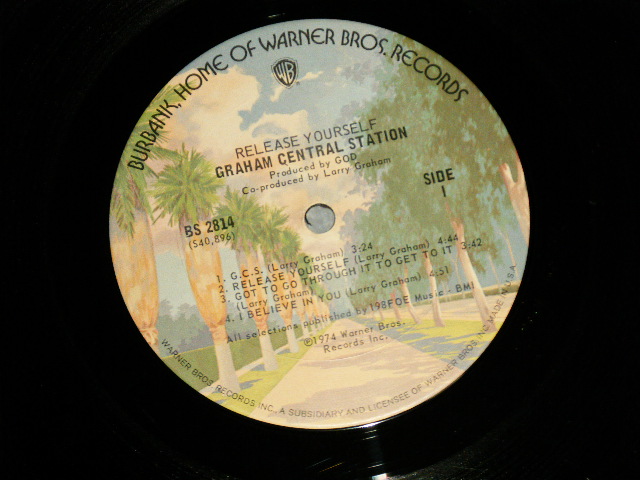 BURBANK, HOME OF WARNER BROS. RECORDS
WB
RELEASE YOURSELF
GRAHAM CENTRAL STATION
Produced by GOD
Co-produced by Larry Graham
SIDE
1
BS 2814
(S40,896)
1. G.C.S. (Larry Graham) 3:24
2. RELEASE YOURSELF (Larry Graham) 4:44
3. GOT TO GO THROUGH IT TO GET TO IT 3:42
(Larry Graham)
4. I BELIEVE IN YOU (Larry Graham) 4:51
All selections published by 198FOE Music - BMI
©1974 Warner Bros.
Records Inc.
WARNER BROS. RECORDS INC., A SUBSIDIARY AND LICENSEE OF WARNER BROS. INC. MADE IN U.S.A.